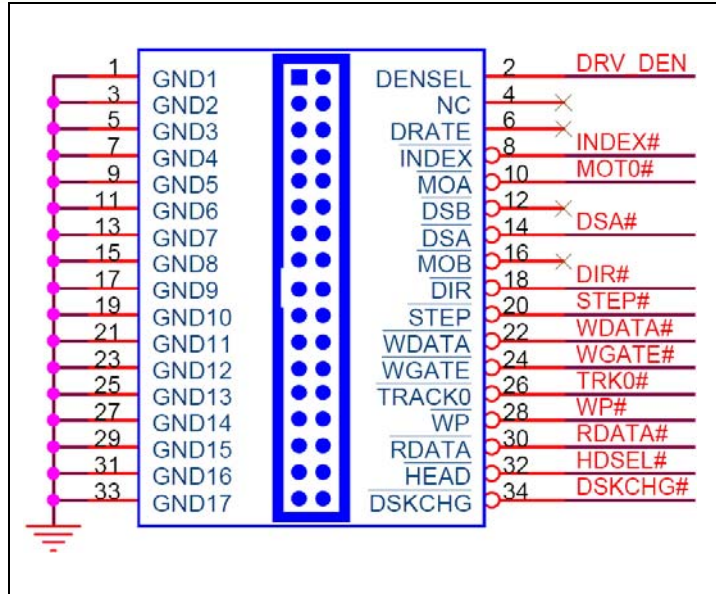 1 GND1 DENSEL 2 DRV_DEN
3 GND2 NC 4
5 GND3 DRATE 6
7 GND4 INDEX 8 INDEX#
9 GND5 MOA 10 MOT0#
11 GND6 DSB 12
13 GND7 DSA 14 DSA#
15 GND8 MOB 16
17 GND9 DIR 18 DIR#
19 GND10 STEP 20 STEP#
21 GND11 WDATA 22 WDATA#
23 GND12 WGATE 24 WGATE#
25 GND13 TRACK0 26 TRK0#
27 GND14 WP 28 WP#
29 GND15 RDATA 30 RDATA#
31 GND16 HEAD 32 HDSEL#
33 GND17 DSKCHG 34 DSKCHG#